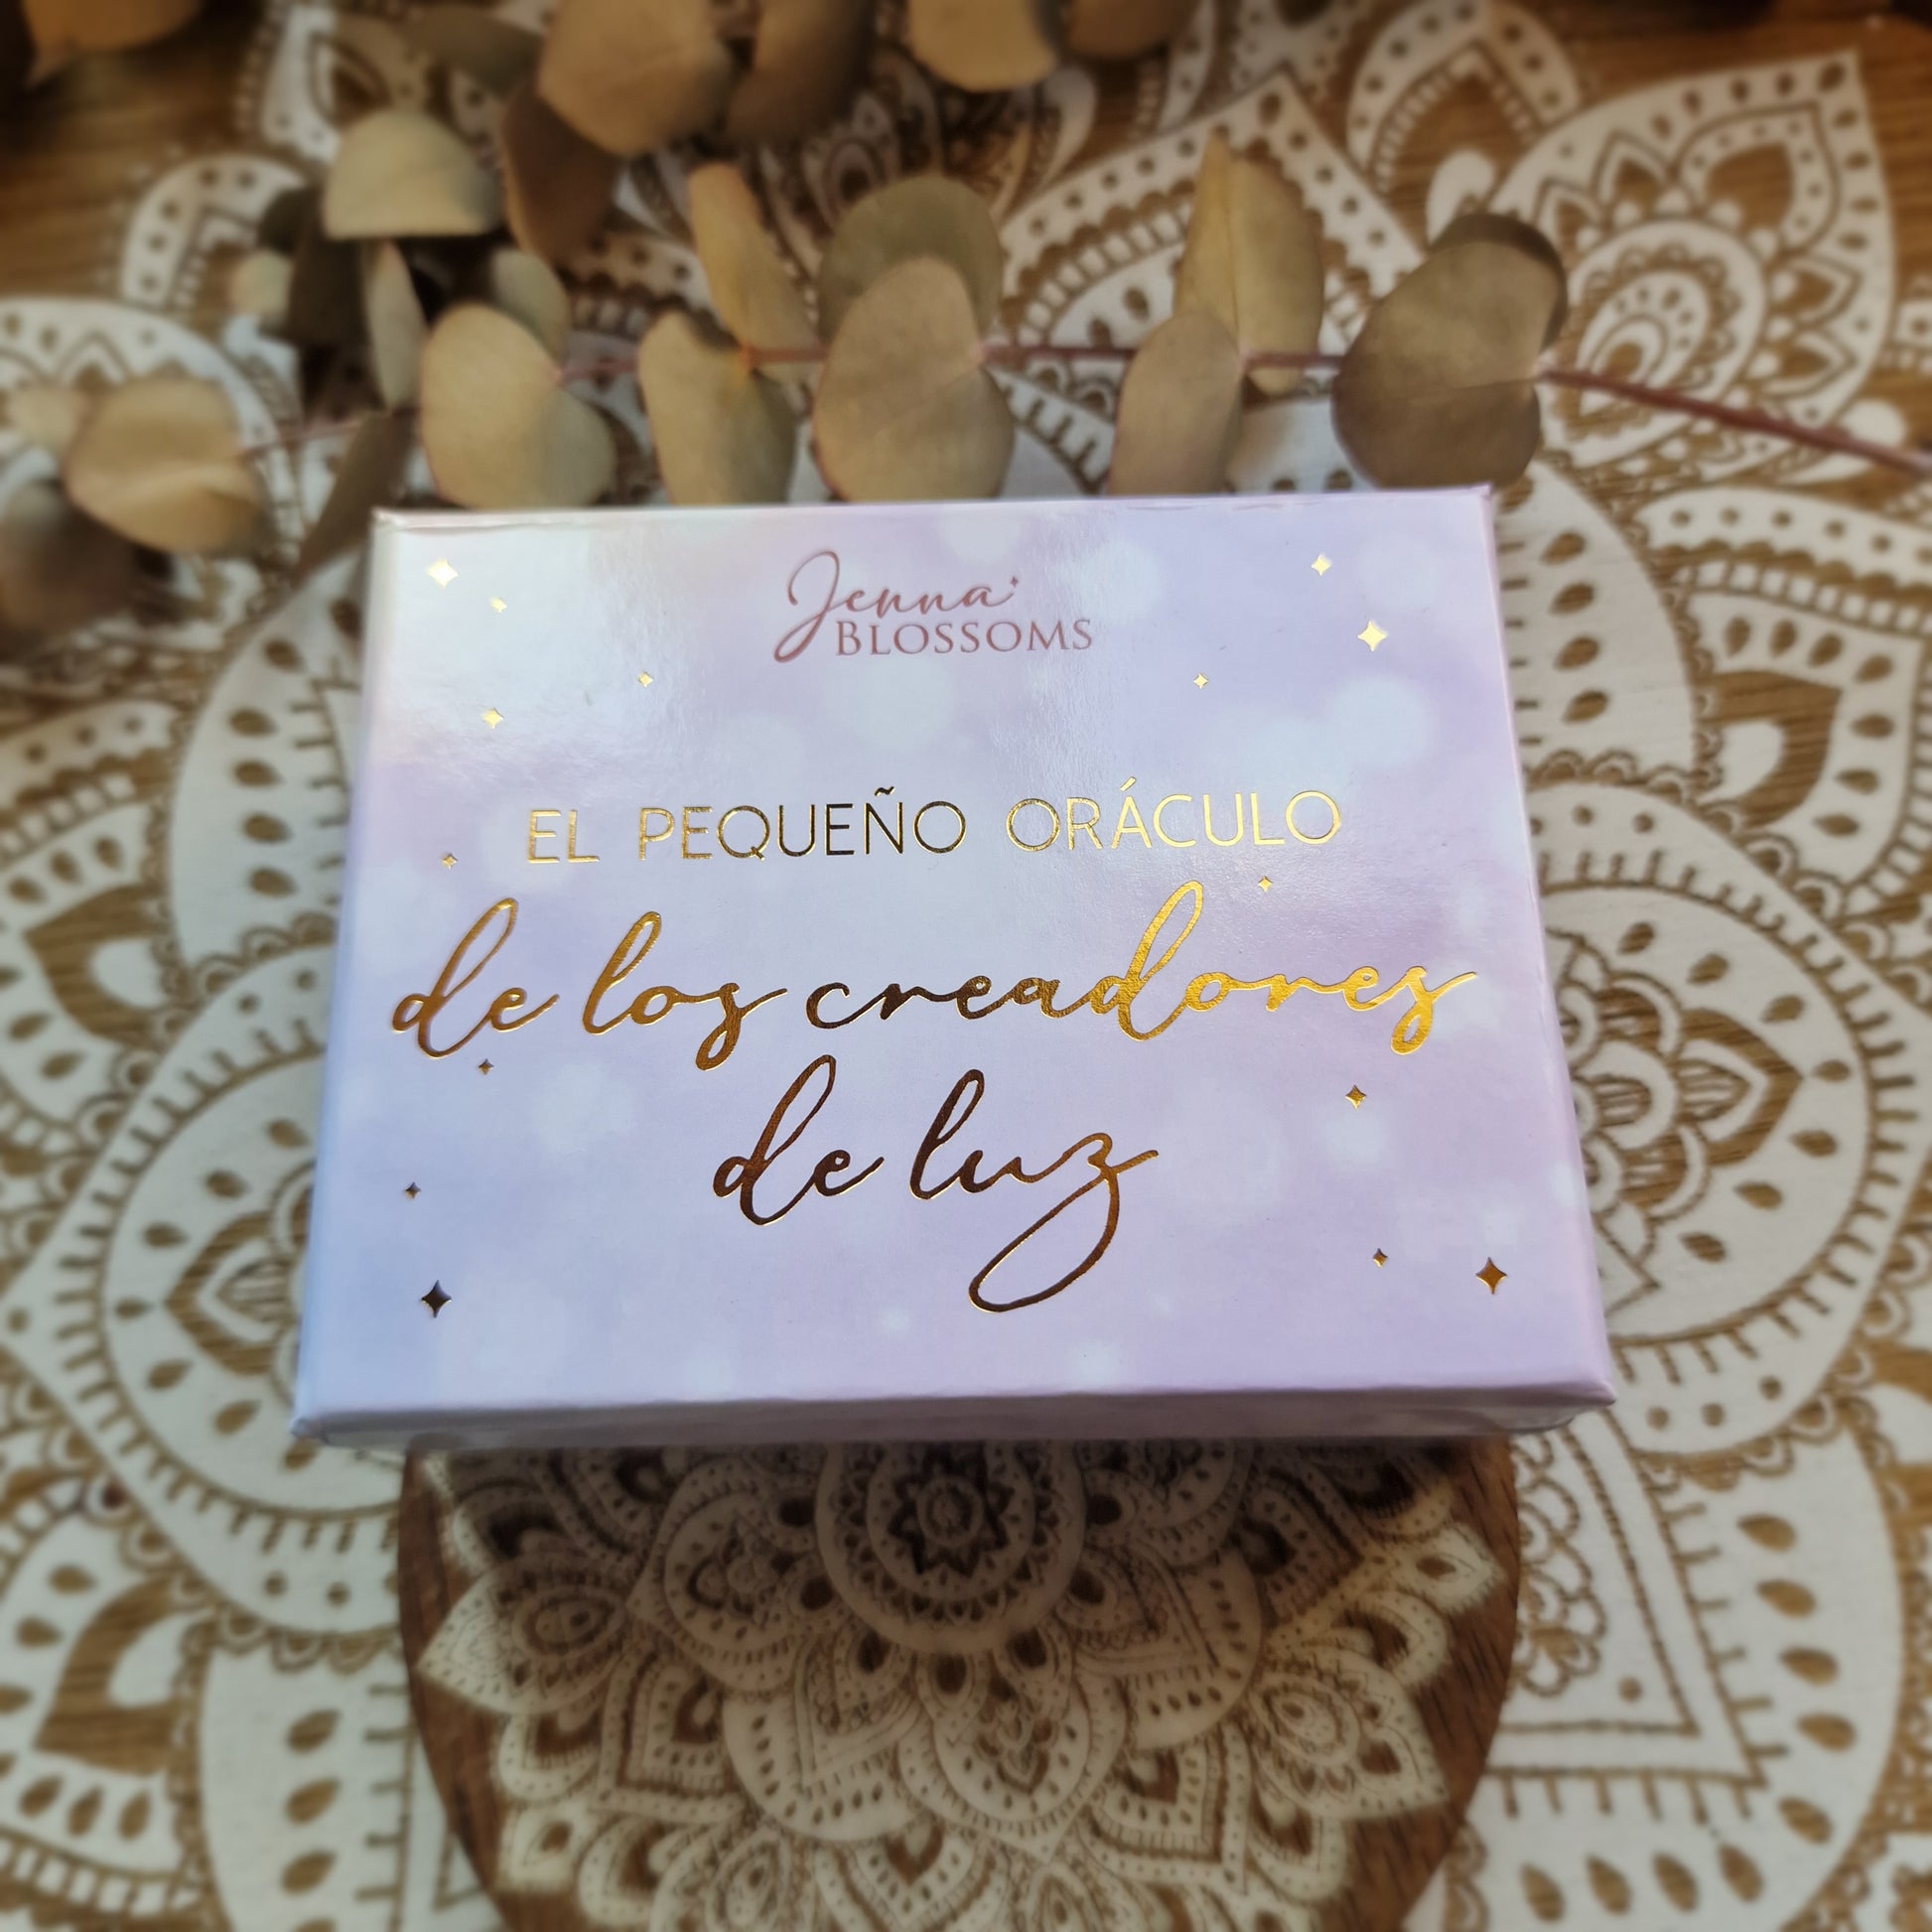 Jenna
BLOSSOMS
EL PEQUEÑO ORÁCULO
de los creadores
de luz